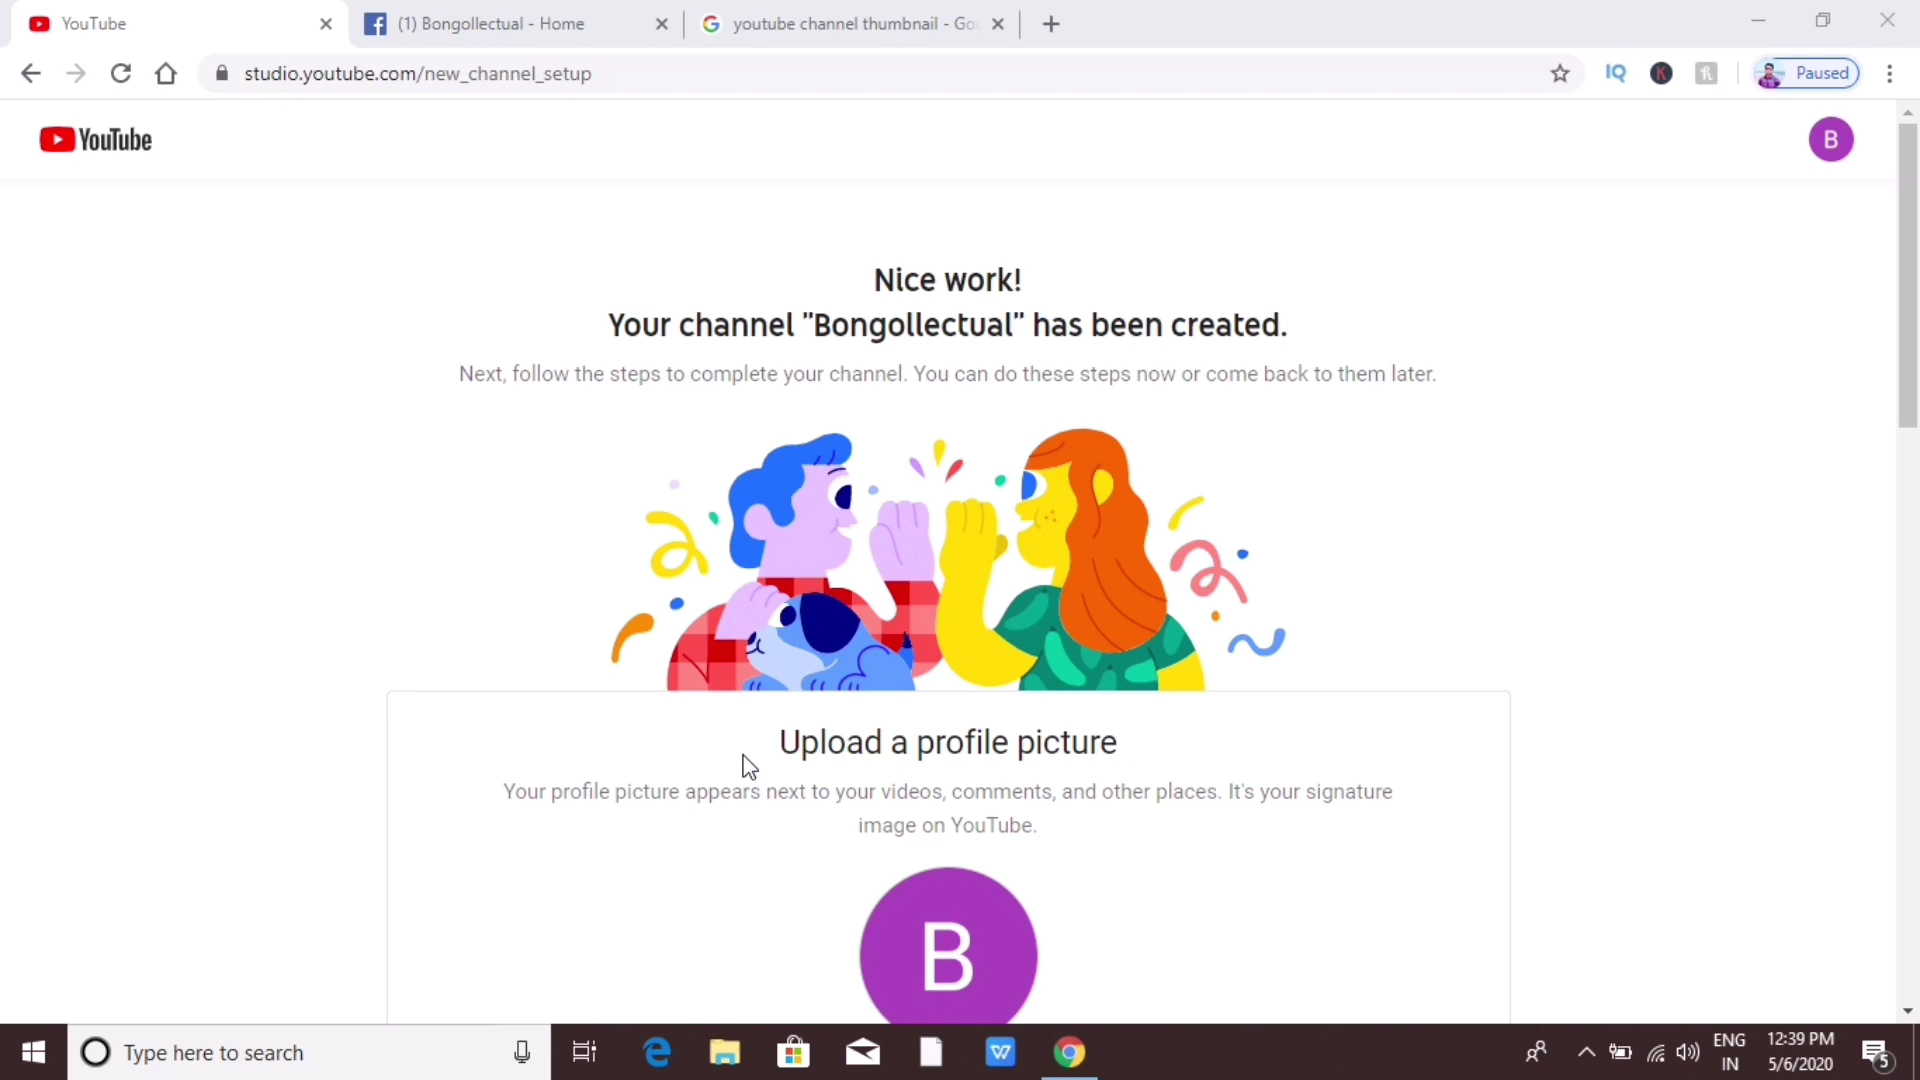 YouTube
(1) Bongollectual - Home
youtube channel thumbnail - Go
studio.youtube.com/new_channel_setup
IQ
K
Paused
YouTube
B
Nice work!
Your channel "Bongollectual" has been created.
Next, follow the steps to complete your channel. You can do these steps now or come back to them later.
Upload a profile picture
Your profile picture appears next to your videos, comments, and other places. It's your signature
image on YouTube.
B
Type here to search
W
ENG
IN
12:39 PM
5/6/2020
5